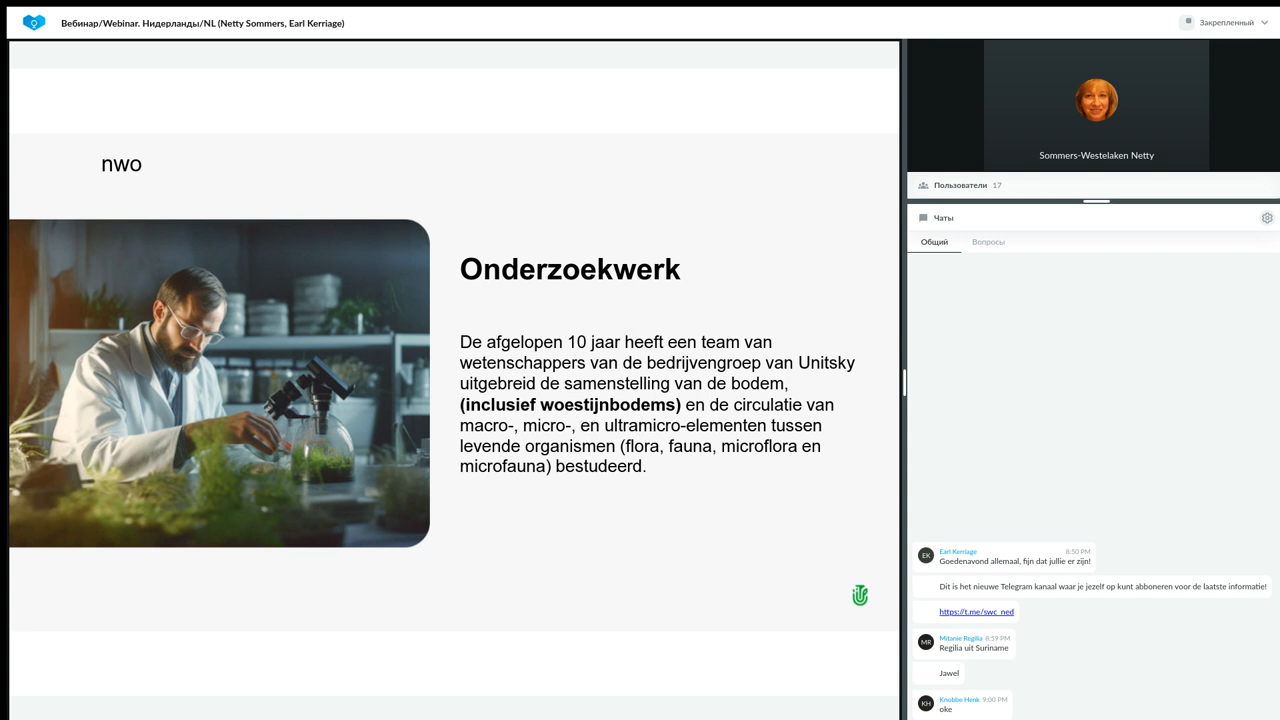 Вебинар/Webinar. Нидерланды/NL (Netty Sommers, Earl Kerriage)
Закрепленный
nwo
Onderzoekwerk
De afgelopen 10 jaar heeft een team van
wetenschappers van de bedrijvengroep van Unitsky
uitgebreid de samenstelling van de bodem,
(inclusief woestijnbodems) en de circulatie van
macro-, micro-, en ultramicro-elementen tussen
levende organismen (flora, fauna, microflora en
microfauna) bestudeerd.
Sommers-Westelaken Netty
Пользователи 17
Чаты
Общий Вопросы
EK Earl Kerriage 8:50 PM
Goedenavond allemaal, fijn dat jullie er zijn!
Dit is het nieuwe Telegram kanaal waar je jezelf op kunt abboneren voor de laatste informatie!
https://t.me/swc_ned
MR Mitanie Regilia 8:59 PM
Regilia uit Suriname
Jawel
KH Knobbe Henk 9:00 PM
oke